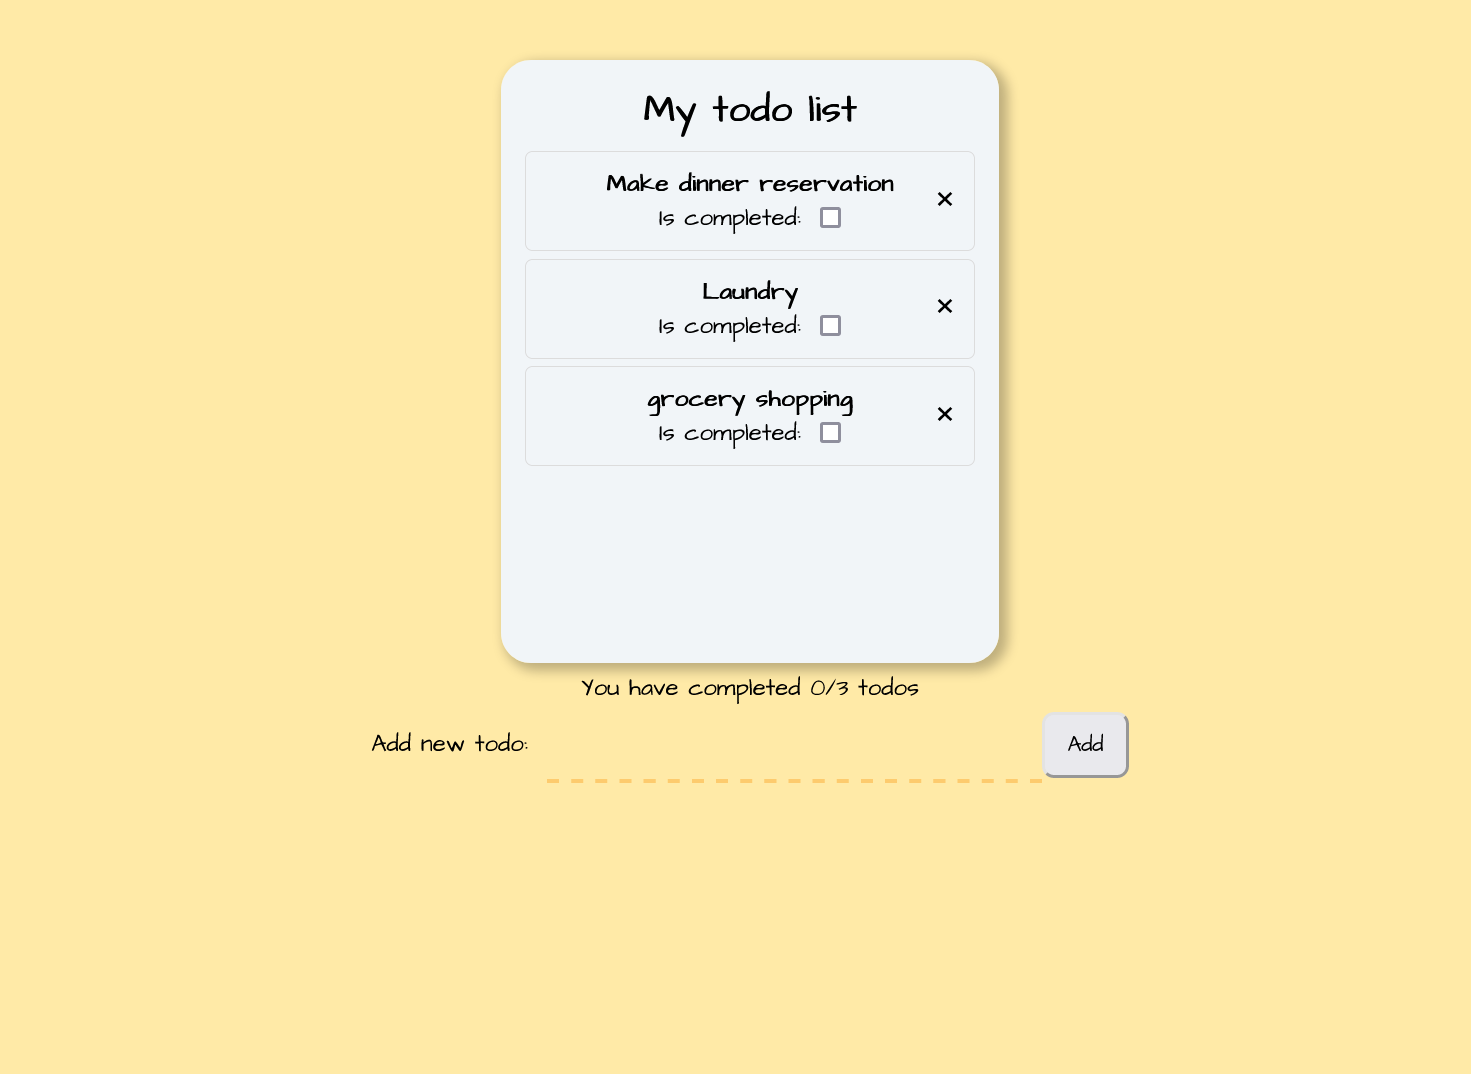 My todo list
Make dinner reservation
Is completed:
Laundry
Is completed:
grocery shopping
Is completed:
You have completed 0/3 todos
Add new todo:
Add